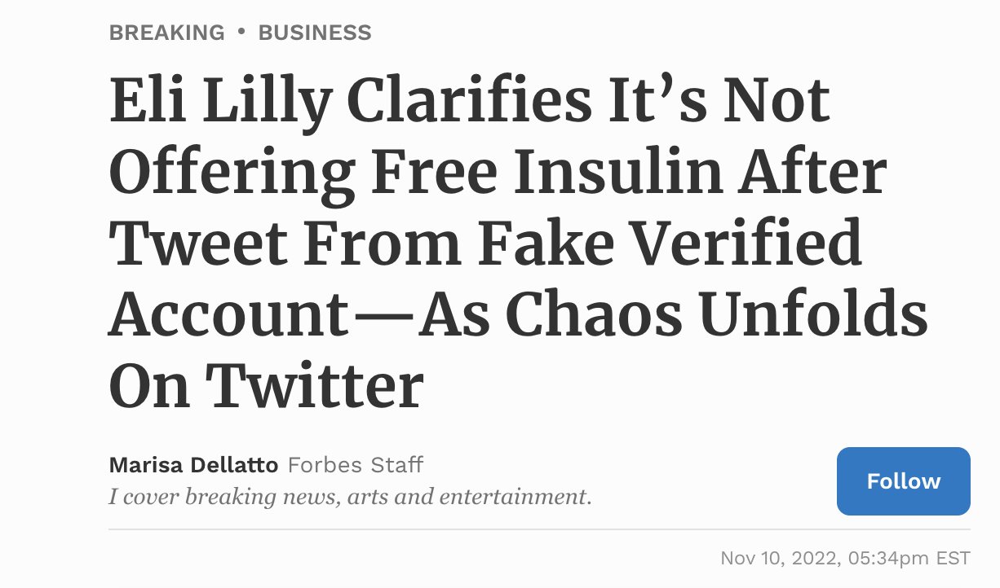 BREAKING • BUSINESS
Eli Lilly Clarifies It’s Not
Offering Free Insulin After
Tweet From Fake Verified
Account—As Chaos Unfolds
On Twitter
Marisa Dellatto Forbes Staff
I cover breaking news, arts and entertainment.
Follow
Nov 10, 2022, 05:34pm EST